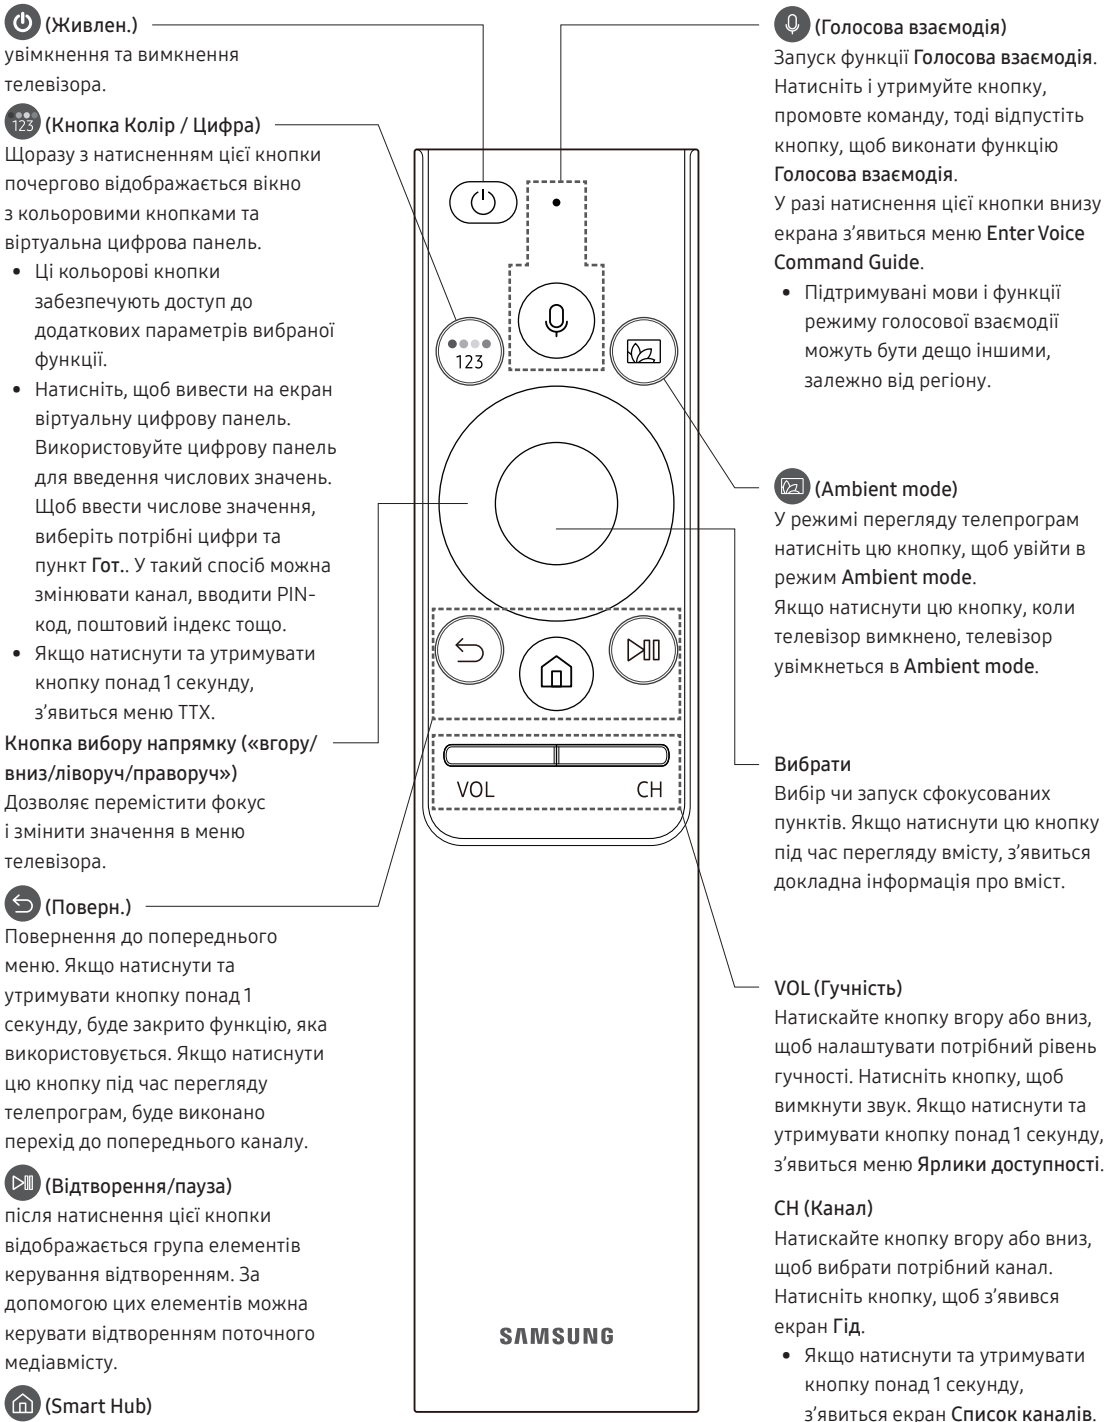 (Живлен.)
увімкнення та вимкнення
телевізора.
123 (Кнопка Колір / Цифра)
Щоразу з натисненням цієї кнопки
почергово відображається вікно
з кольоровими кнопками та
віртуальна цифрова панель.
• Ці кольорові кнопки
забезпечують доступ до
додаткових параметрів вибраної
функції.
• Натисніть, щоб вивести на екран
віртуальну цифрову панель.
Використовуйте цифрову панель
для введення числових значень.
Щоб ввести числове значення,
виберіть потрібні цифри та
пункт Гот.. У такий спосіб можна
змінювати канал, вводити PIN-
код, поштовий індекс тощо.
• Якщо натиснути та утримувати
кнопку понад 1 секунду,
з’явиться меню TTX.
Кнопка вибору напрямку («вгору/
вниз/ліворуч/праворуч»)
Дозволяє перемістити фокус
і змінити значення в меню
телевізора.
(Поверн.)
Повернення до попереднього
меню. Якщо натиснути та
утримувати кнопку понад 1
секунду, буде закрито функцію, яка
використовується. Якщо натиснути
цю кнопку під час перегляду
телепрограм, буде виконано
перехід до попереднього каналу.
(Відтворення/пауза)
після натиснення цієї кнопки
відображається група елементів
керування відтворенням. За
допомогою цих елементів можна
керувати відтворенням поточного
медіавмісту.
(Smart Hub)
123
VOL
CH
SAMSUNG
(Голосова взаємодія)
Запуск функції Голосова взаємодія.
Натисніть і утримуйте кнопку,
промовте команду, тоді відпустіть
кнопку, щоб виконати функцію
Голосова взаємодія.
У разі натиснення цієї кнопки внизу
екрана з’явиться меню Enter Voice
Command Guide.
• Підтримувані мови і функції
режиму голосової взаємодії
можуть бути дещо іншими,
залежно від регіону.
(Ambient mode)
У режимі перегляду телепрограм
натисніть цю кнопку, щоб увійти в
режим Ambient mode.
Якщо натиснути цю кнопку, коли
телевізор вимкнено, телевізор
увімкнеться в Ambient mode.
Вибрати
Вибір чи запуск сфокусованих
пунктів. Якщо натиснути цю кнопку
під час перегляду вмісту, з’явиться
докладна інформація про вміст.
VOL (Гучність)
Натискайте кнопку вгору або вниз,
щоб налаштувати потрібний рівень
гучності. Натисніть кнопку, щоб
вимкнути звук. Якщо натиснути та
утримувати кнопку понад 1 секунду,
з’явиться меню Ярлики доступності.
CH (Канал)
Натискайте кнопку вгору або вниз,
щоб вибрати потрібний канал.
Натисніть кнопку, щоб з’явився
екран Гід.
• Якщо натиснути та утримувати
кнопку понад 1 секунду,
з’явиться екран Список каналів.